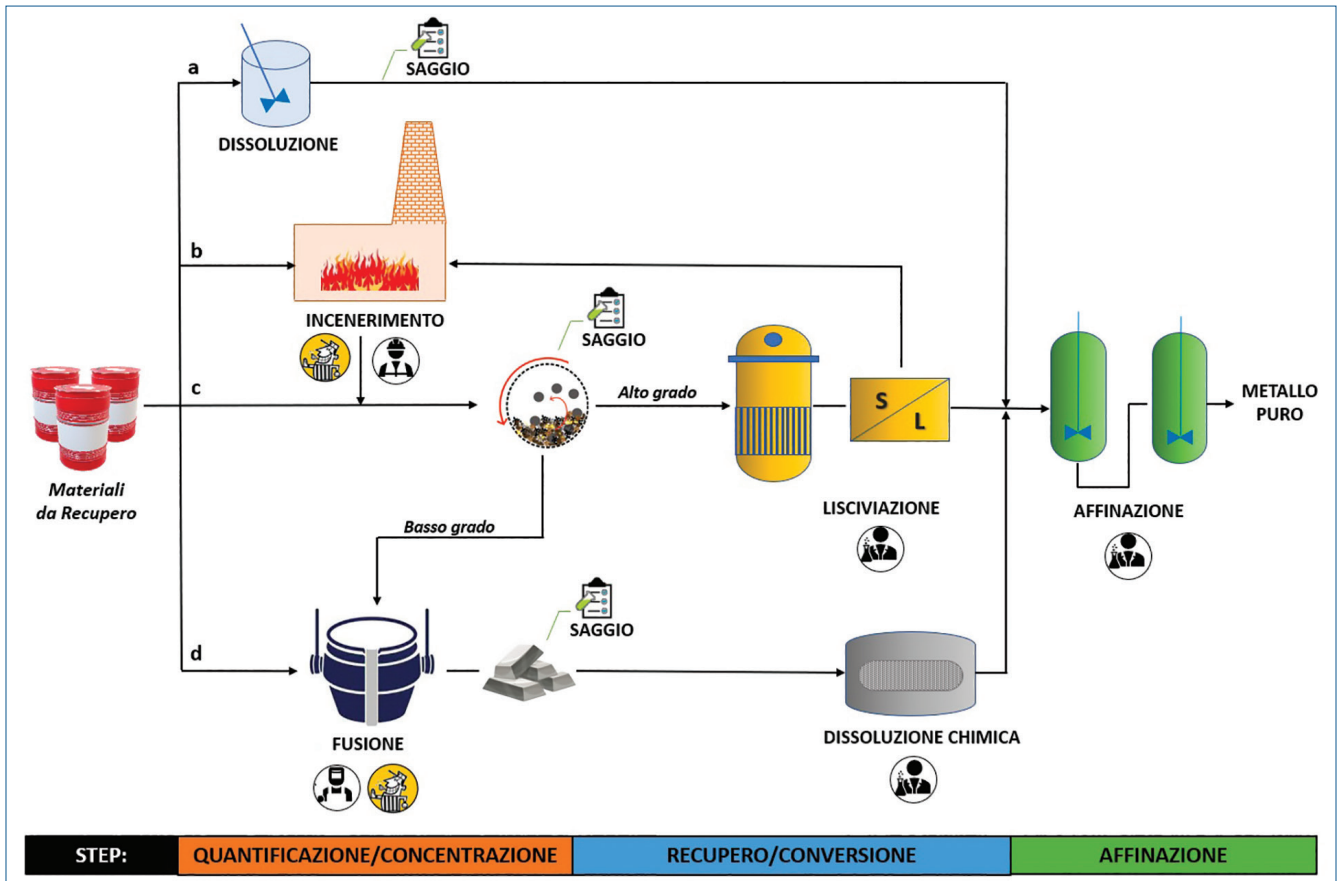 a
SAGGIO
DISSOLUZIONE
b
INCENERIMENTO
SAGGIO
c
Alto grado
S
L
METALLO
PURO
Materiali
da Recupero
LISCIVIAZIONE
AFFINAZIONE
Basso grado
SAGGIO
d
FUSIONE
DISSOLUZIONE CHIMICA
STEP:
QUANTIFICAZIONE/CONCENTRAZIONE
RECUPERO/CONVERSIONE
AFFINAZIONE